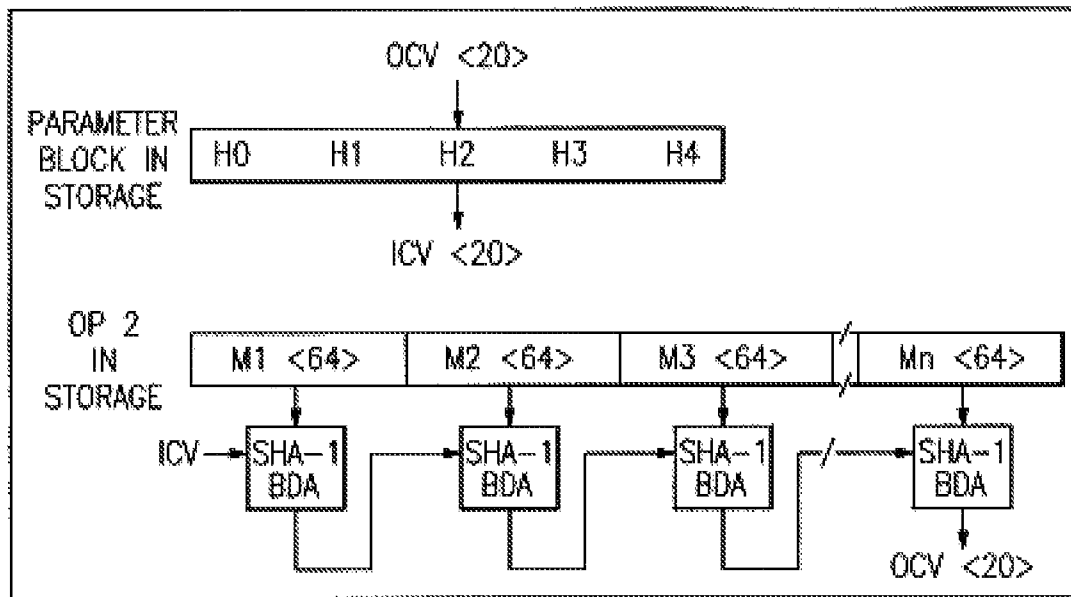 OCV <20>
PARAMETER
BLOCK IN
STORAGE
H0 H1 H2 H3 H4
ICV <20>
OP 2
IN
STORAGE
M1 <64> M2 <64> M3 <64> Mn <64>
ICV
SHA-1 SHA-1 SHA-1 SHA-1
BDA BDA BDA BDA
OCV <20>